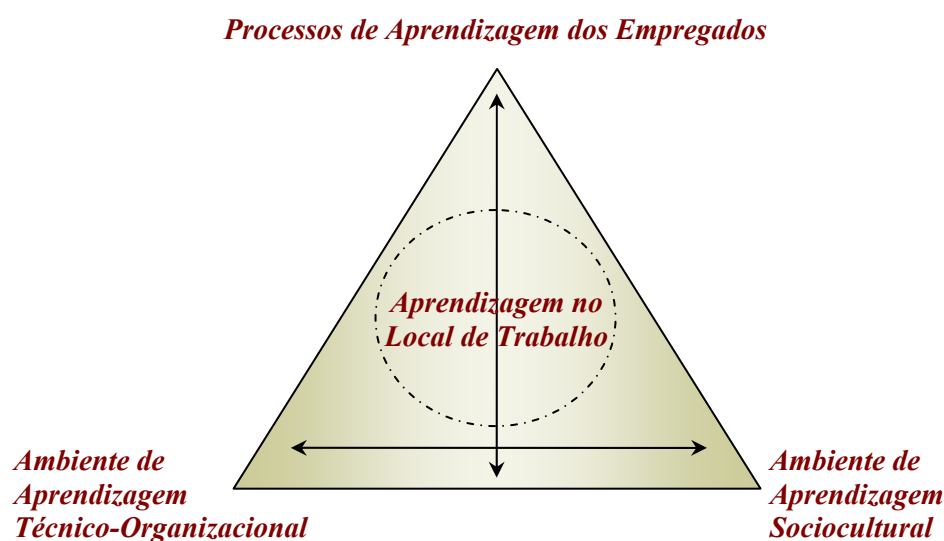 Processos de Aprendizagem dos Empregados
Aprendizagem no
Local de Trabalho
Ambiente de
Aprendizagem
Técnico-Organizacional
Ambiente de
Aprendizagem
Sociocultural